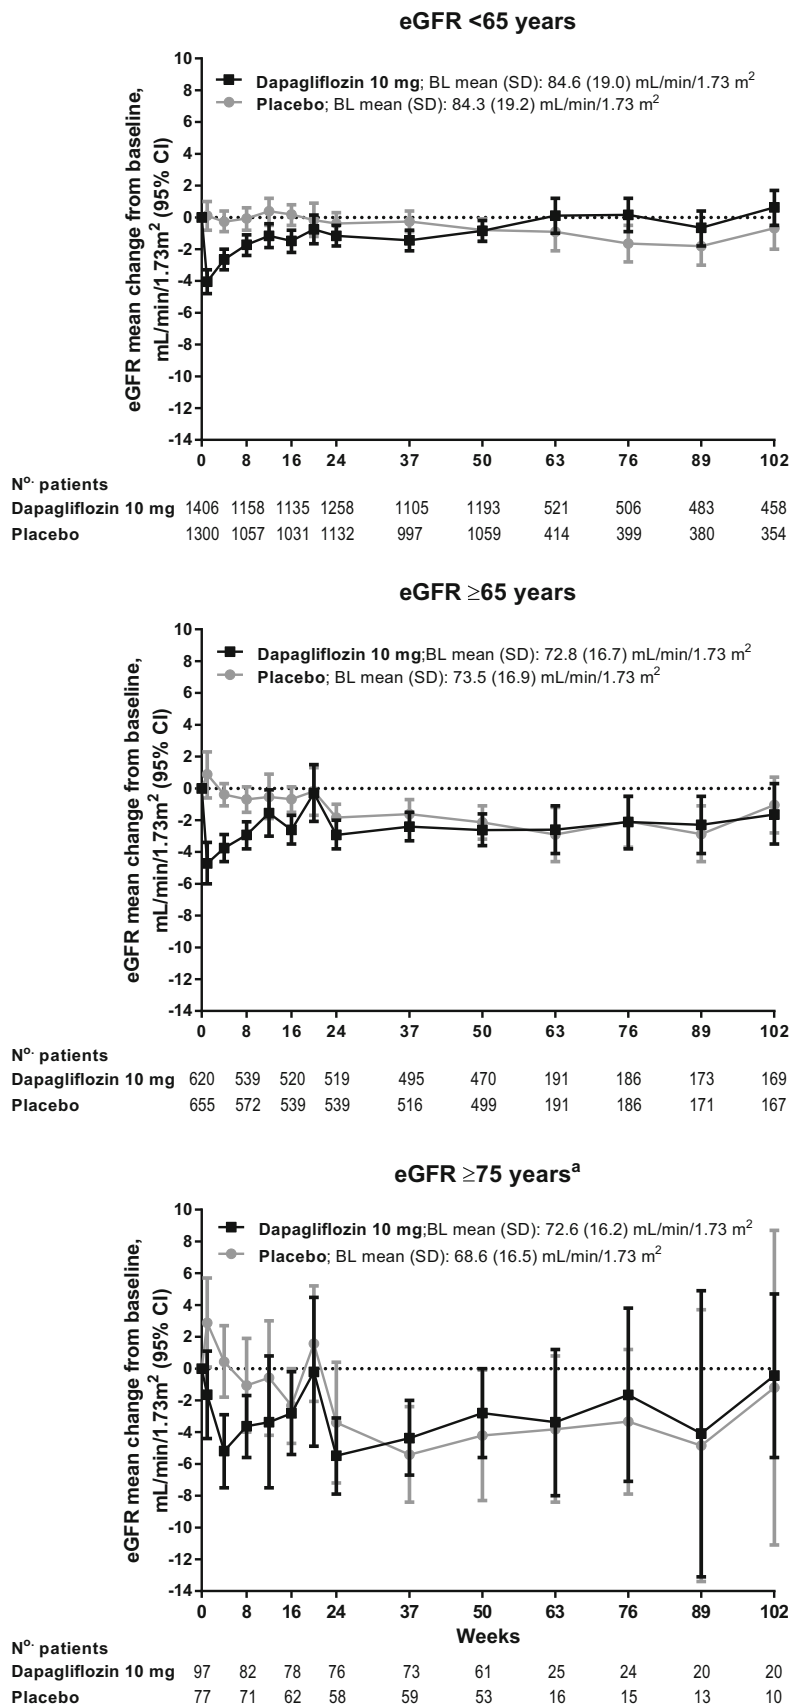 eGFR <65 years
eGFR mean change from baseline,
mL/min/1.73m² (95% CI)
10
8
6
4
2
0
-2
-4
-6
-8
-10
-12
-14
Dapagliflozin 10 mg; BL mean (SD): 84.6 (19.0) mL/min/1.73 m²
Placebo; BL mean (SD): 84.3 (19.2) mL/min/1.73 m²
0 8 16 24 37 50 63 76 89 102
Nº. patients
Dapagliflozin 10 mg 1406 1158 1135 1258 1105 1193 521 506 483 458
Placebo 1300 1057 1031 1132 997 1059 414 399 380 354
eGFR ≥65 years
eGFR mean change from baseline,
mL/min/1.73m² (95% CI)
10
8
6
4
2
0
-2
-4
-6
-8
-10
-12
-14
Dapagliflozin 10 mg;BL mean (SD): 72.8 (16.7) mL/min/1.73 m²
Placebo; BL mean (SD): 73.5 (16.9) mL/min/1.73 m²
0 8 16 24 37 50 63 76 89 102
Nº. patients
Dapagliflozin 10 mg 620 539 520 519 495 470 191 186 173 169
Placebo 655 572 539 539 516 499 191 186 171 167
eGFR ≥75 yearsª
eGFR mean change from baseline,
mL/min/1.73m² (95% CI)
10
8
6
4
2
0
-2
-4
-6
-8
-10
-12
-14
Dapagliflozin 10 mg;BL mean (SD): 72.6 (16.2) mL/min/1.73 m²
Placebo; BL mean (SD): 68.6 (16.5) mL/min/1.73 m²
0 8 16 24 37 50 63 76 89 102
Weeks
Nº. patients
Dapagliflozin 10 mg 97 82 78 76 73 61 25 24 20 20
Placebo 77 71 62 58 59 53 16 15 13 10